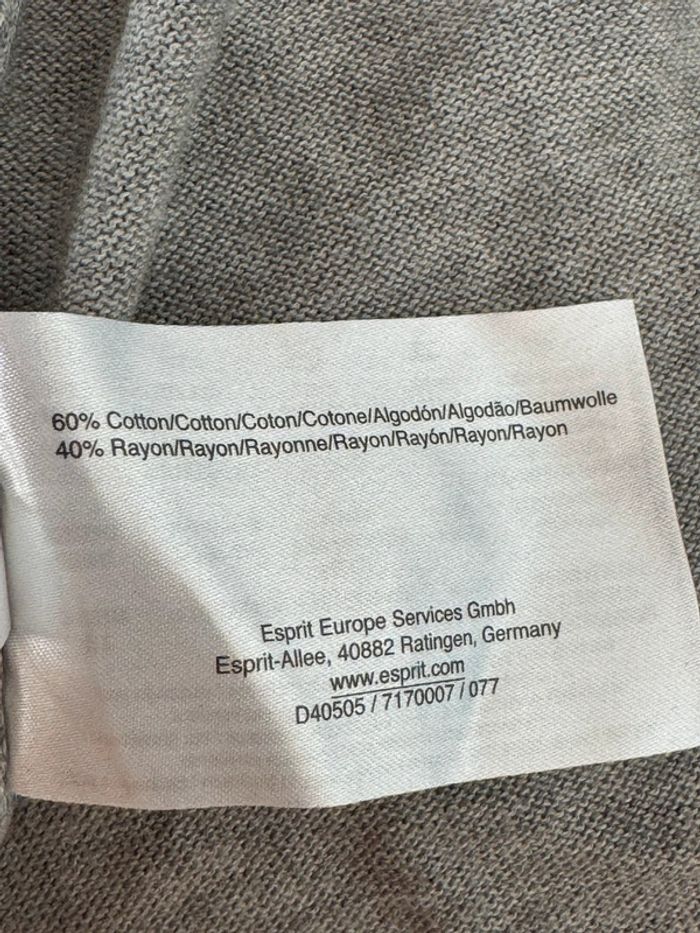 60% Cotton/Cotton/Coton/Cotone/Algodón/Algodão/Baumwolle
40% Rayon/Rayon/Rayonne/Rayon/Rayón/Rayon/Rayon
Esprit Europe Services Gmbh
Esprit-Allee, 40882 Ratingen, Germany
www.esprit.com
D40505 / 7170007 / 077